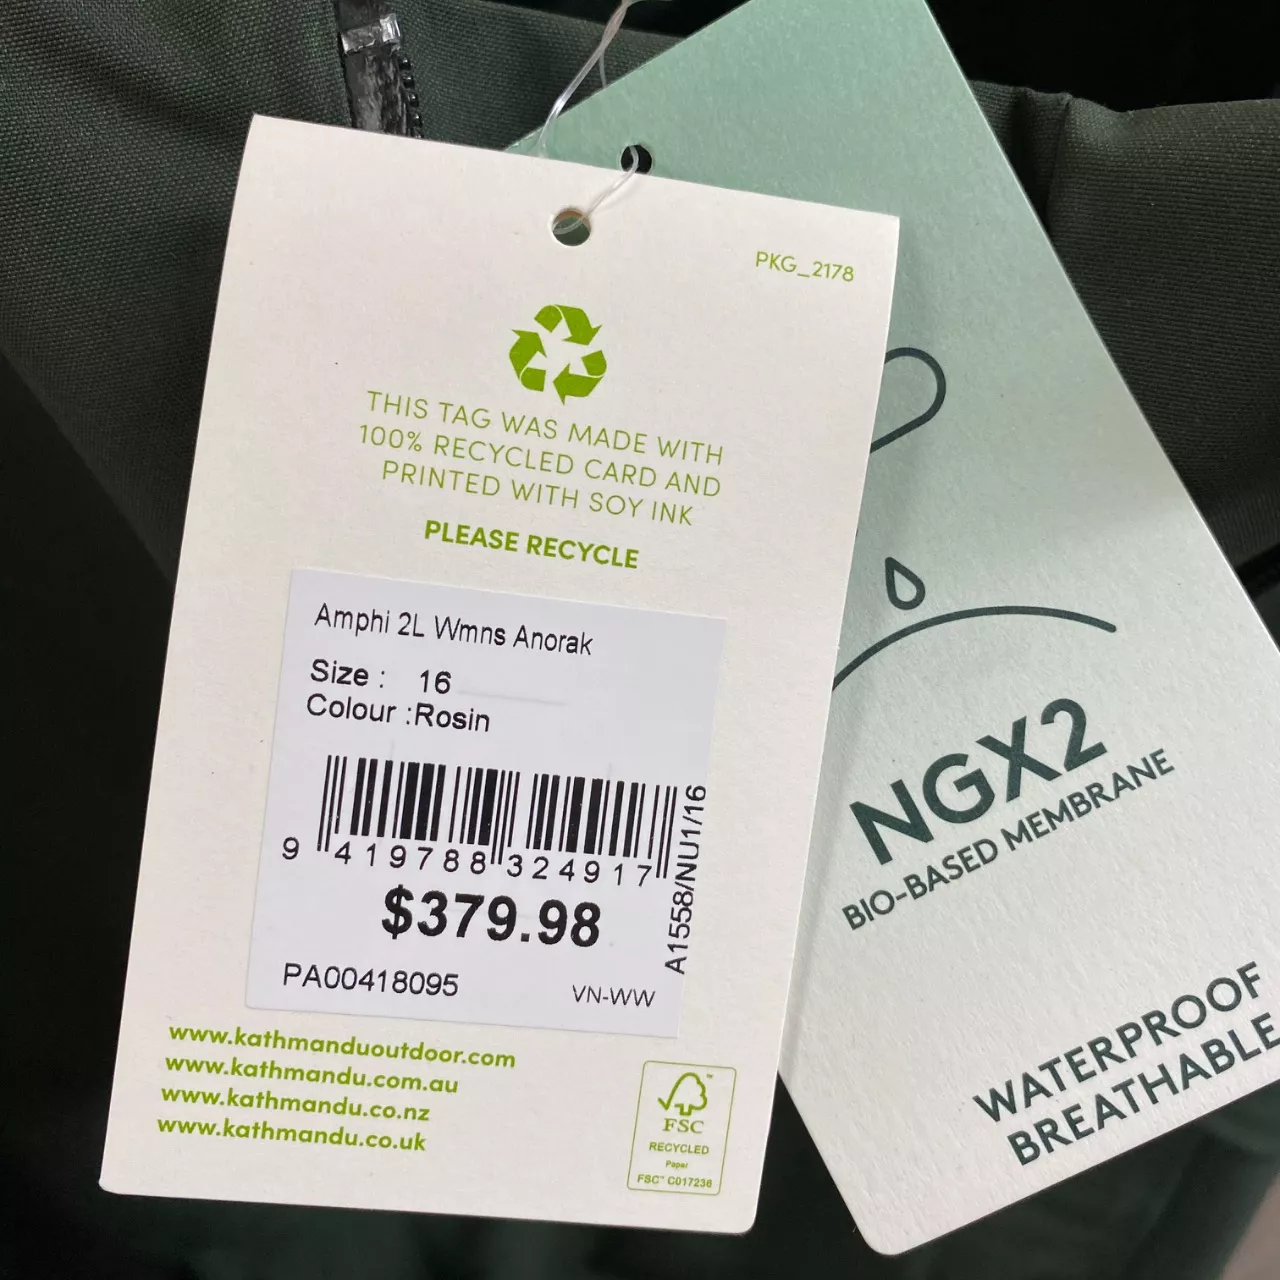 PKG_2178
THIS TAG WAS MADE WITH
100% RECYCLED CARD AND
PRINTED WITH SOY INK
PLEASE RECYCLE
Amphi 2L Wmns Anorak
Size : 16
Colour :Rosin
9 419788 324917
A1558/NU1/16
$379.98
PA00418095
VN-WW
www.kathmanduoutdoor.com
www.kathmandu.com.au
www.kathmandu.co.nz
www.kathmandu.co.uk
FSC™
RECYCLED
Paper
FSC™ C017236
NGX2
BIO-BASED MEMBRANE
WATERPROOF
BREATHABLE